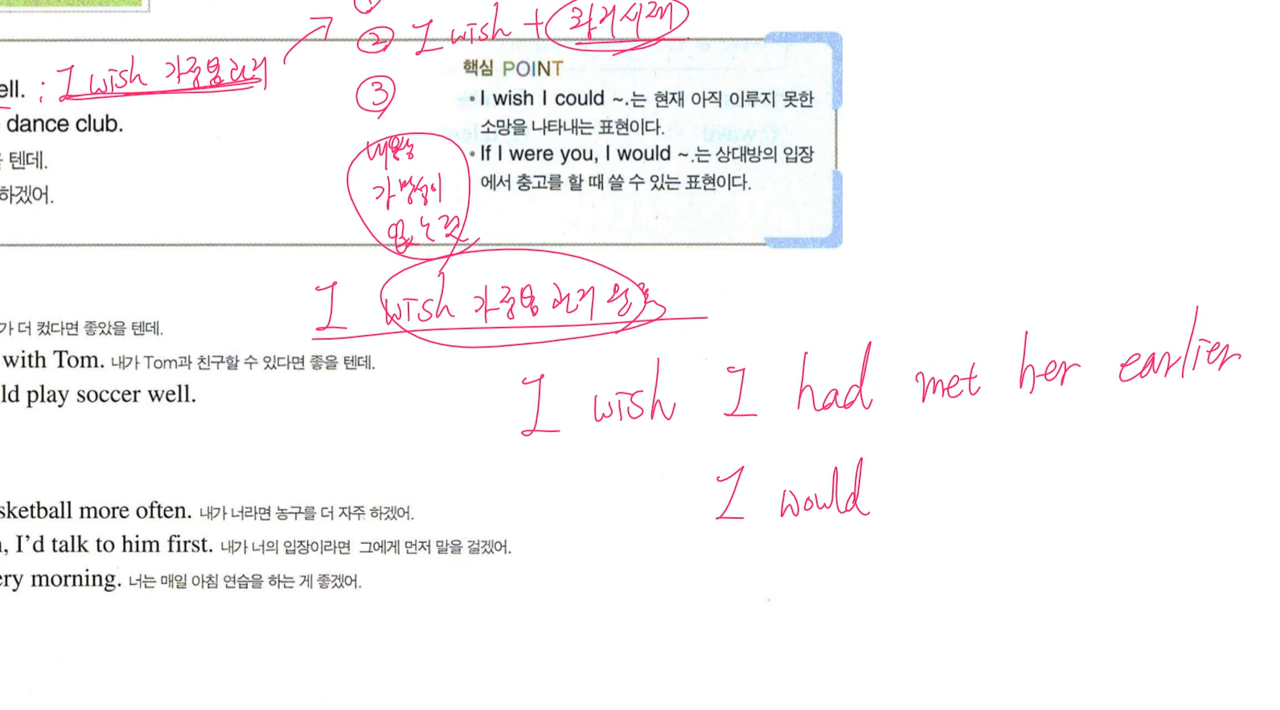 ①
② I wish + 과거시제
ell. : I wish 가정법 과거
핵심 POINT
③
• I wish I could ~.는 현재 아직 이루지 못한
dance club.
소망을 나타내는 표현이다.
을 텐데.
• If I were you, I would ~.는 상대방의 입장
가능성이
하겠어.
에서 충고를 할 때 쓸 수 있는 표현이다.
없는 것
I wish 가정법 과거
가 더 컸다면 좋았을 텐데.
with Tom. 내가 Tom과 친구할 수 있다면 좋을 텐데.
I wish I had met her earlier
ld play soccer well.
I would
sketball more often. 내가 너라면 농구를 더 자주 하겠어.
, I'd talk to him first. 내가 너의 입장이라면 그에게 먼저 말을 걸겠어.
ery morning. 너는 매일 아침 연습을 하는 게 좋겠어.